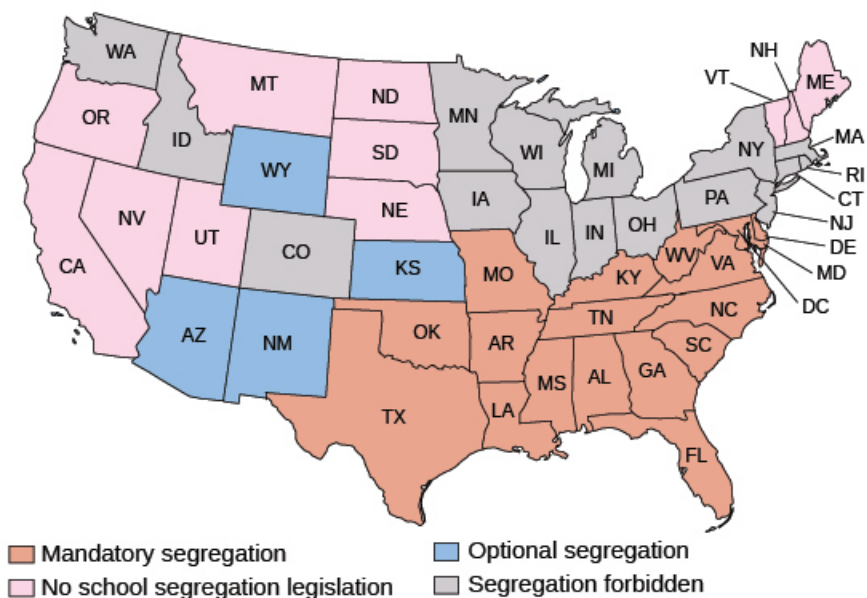 WA
MT
ND
MN
OR
ID
WY
SD
WI
MI
NY
VT
NH
ME
MA
RI
CT
NJ
DE
MD
DC
NV
UT
CO
NE
IA
IL
IN
OH
PA
CA
AZ
NM
KS
MO
KY
WV
VA
OK
AR
TN
NC
SC
TX
LA
MS
AL
GA
FL
Mandatory segregation
Optional segregation
No school segregation legislation
Segregation forbidden